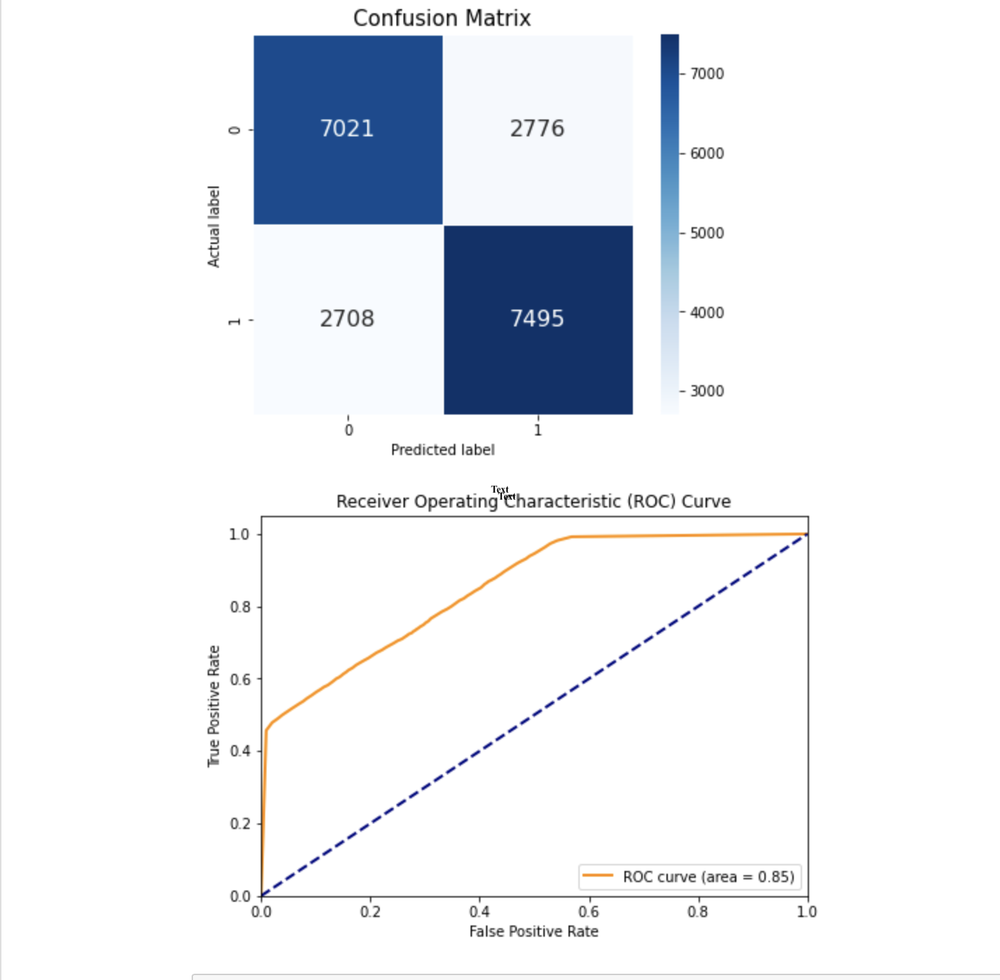 Confusion Matrix
7000
7021 2776
0
6000
Actual label
5000
4000
2708 7495
1
3000
0 1
Predicted label
Text
Text
Receiver Operating Characteristic (ROC) Curve
1.0
0.8
0.6
True Positive Rate
0.4
0.2
ROC curve (area = 0.85)
0.0
0.0 0.2 0.4 0.6 0.8 1.0
False Positive Rate